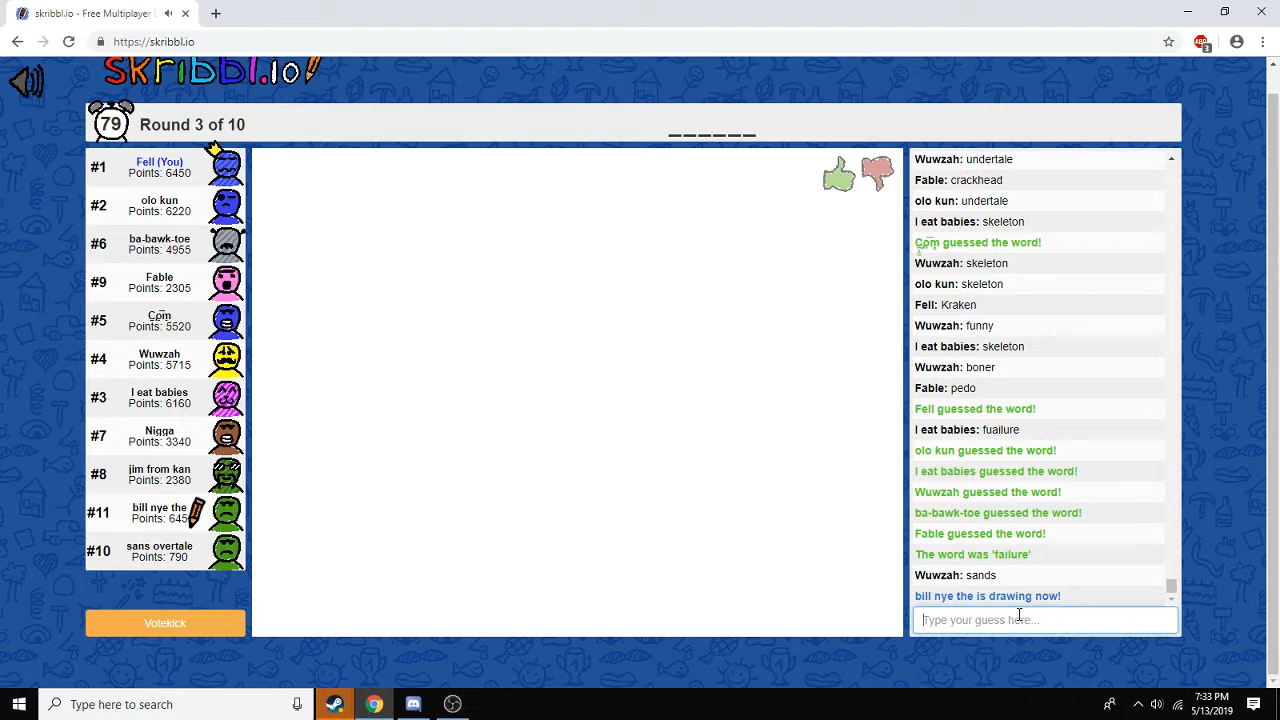 skribbl.io - Free Multiplayer
https://skribbl.io
3
skribbl.io
79
Round 3 of 10
______
#1
Fell (You)
Points: 6450
#2
olo kun
Points: 6220
#6
ba-bawk-toe
Points: 4955
#9
Fable
Points: 2305
#5
Com
Points: 5520
#4
Wuwzah
Points: 5715
#3
I eat babies
Points: 6160
#7
Nigga
Points: 3340
#8
jim from kan
Points: 2380
#11
bill nye the
Points: 645
#10
sans overtale
Points: 790
Votekick
Wuwzah: undertale
Fable: crackhead
olo kun: undertale
I eat babies: skeleton
Com guessed the word!
Wuwzah: skeleton
olo kun: skeleton
Fell: Kraken
Wuwzah: funny
I eat babies: skeleton
Wuwzah: boner
Fable: pedo
Fell guessed the word!
I eat babies: fuailure
olo kun guessed the word!
I eat babies guessed the word!
Wuwzah guessed the word!
ba-bawk-toe guessed the word!
Fable guessed the word!
The word was 'failure'
Wuwzah: sands
bill nye the is drawing now!
Type your guess here...
Type here to search
7:33 PM
5/13/2019